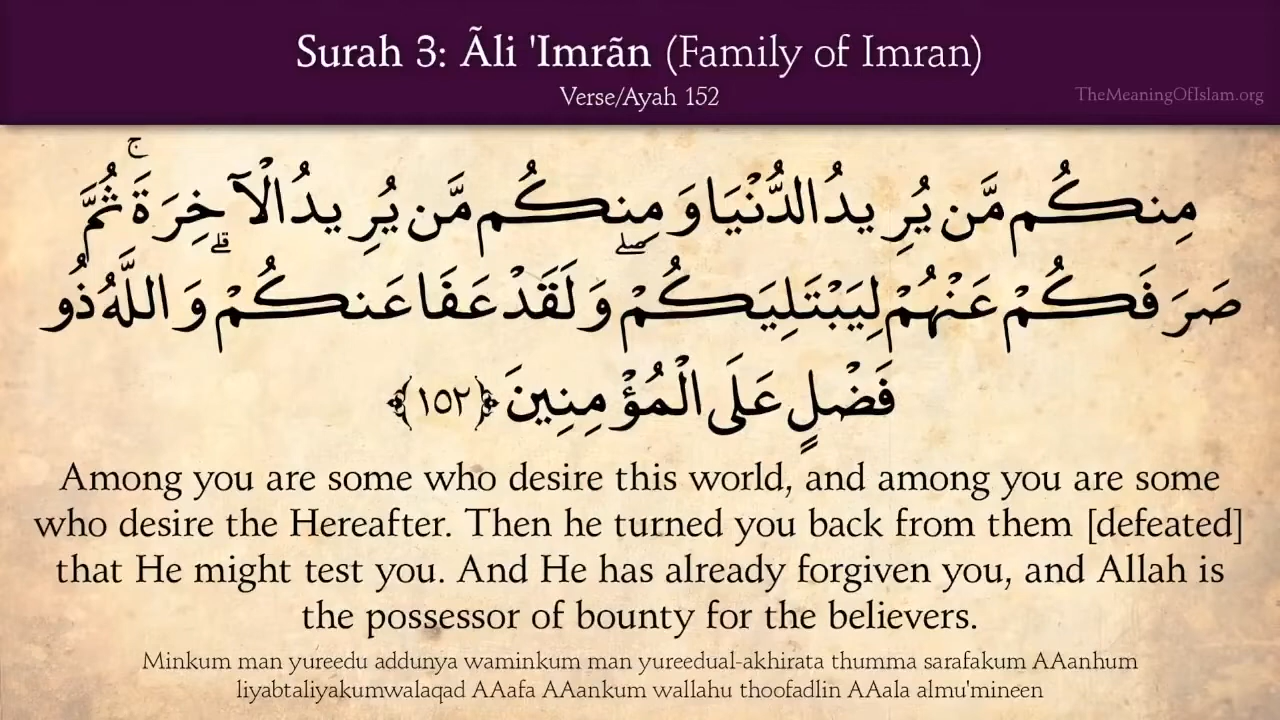 Surah 3: Ãli 'Imrãn (Family of Imran)
Verse/Ayah 152
TheMeaningOfIslam.org
مِنكُم مَّن يُرِيدُ الدُّنْيَا وَمِنكُم مَّن يُرِيدُ الْآخِرَةَ ۚ ثُمَّ
صَرَفَكُمْ عَنْهُمْ لِيَبْتَلِيَكُمْ ۖ وَلَقَدْ عَفَا عَنكُمْ ۗ وَاللَّهُ ذُو
فَضْلٍ عَلَى الْمُؤْمِنِينَ ﴿١٥٢﴾
Among you are some who desire this world, and among you are some
who desire the Hereafter. Then he turned you back from them [defeated]
that He might test you. And He has already forgiven you, and Allah is
the possessor of bounty for the believers.
Minkum man yureedu addunya waminkum man yureedual-akhirata thumma sarafakum AAanhum
liyabtaliyakumwalaqad AAafa AAankum wallahu thoofadlin AAala almu'mineen